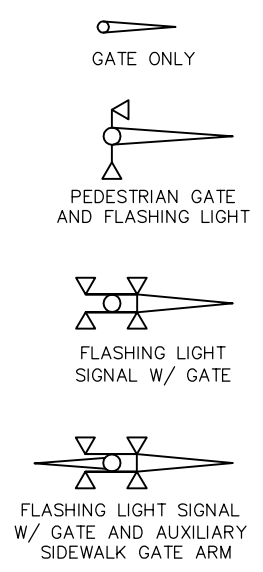 GATE ONLY
PEDESTRIAN GATE
AND FLASHING LIGHT
FLASHING LIGHT
SIGNAL W/ GATE
FLASHING LIGHT SIGNAL
W/ GATE AND AUXILIARY
SIDEWALK GATE ARM